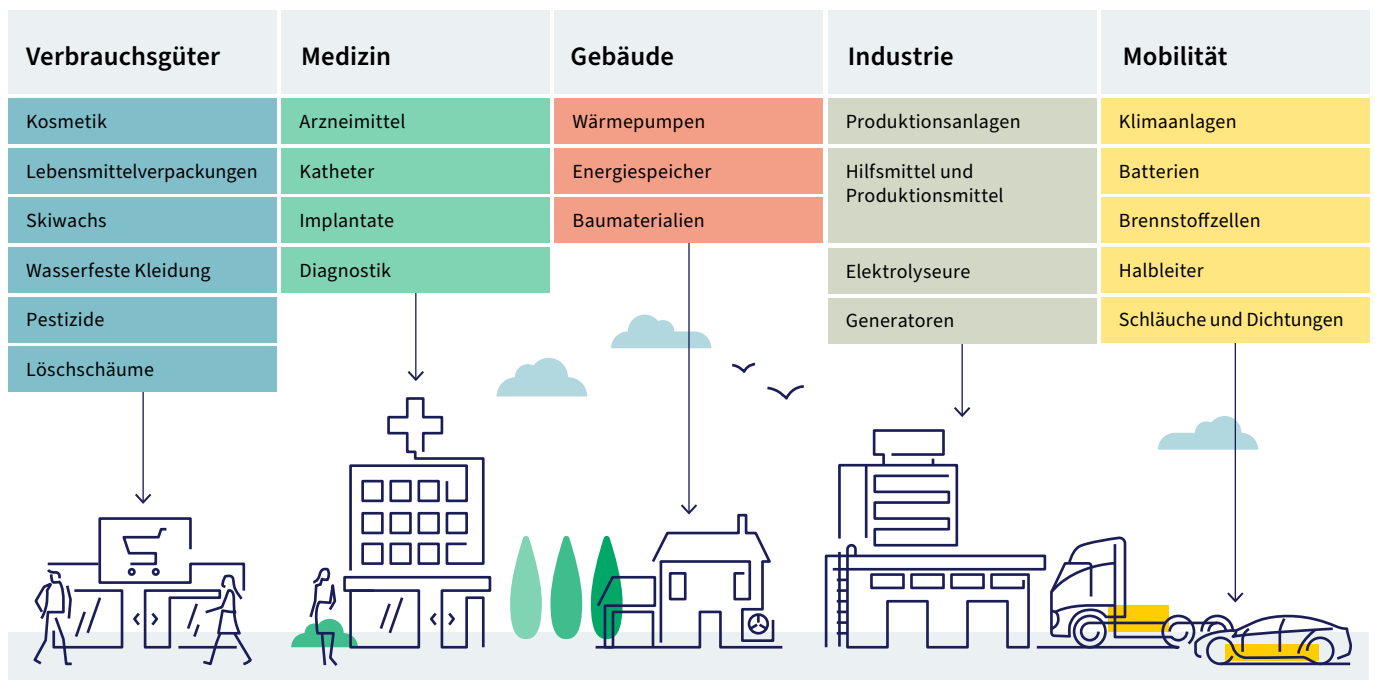 Verbrauchsgüter
Kosmetik
Lebensmittelverpackungen
Skiwachs
Wasserfeste Kleidung
Pestizide
Löschschäume
Medizin
Arzneimittel
Katheter
Implantate
Diagnostik
Gebäude
Wärmepumpen
Energiespeicher
Baumaterialien
Industrie
Produktionsanlagen
Hilfsmittel und
Produktionsmittel
Elektrolyseure
Generatoren
Mobilität
Klimaanlagen
Batterien
Brennstoffzellen
Halbleiter
Schläuche und Dichtungen